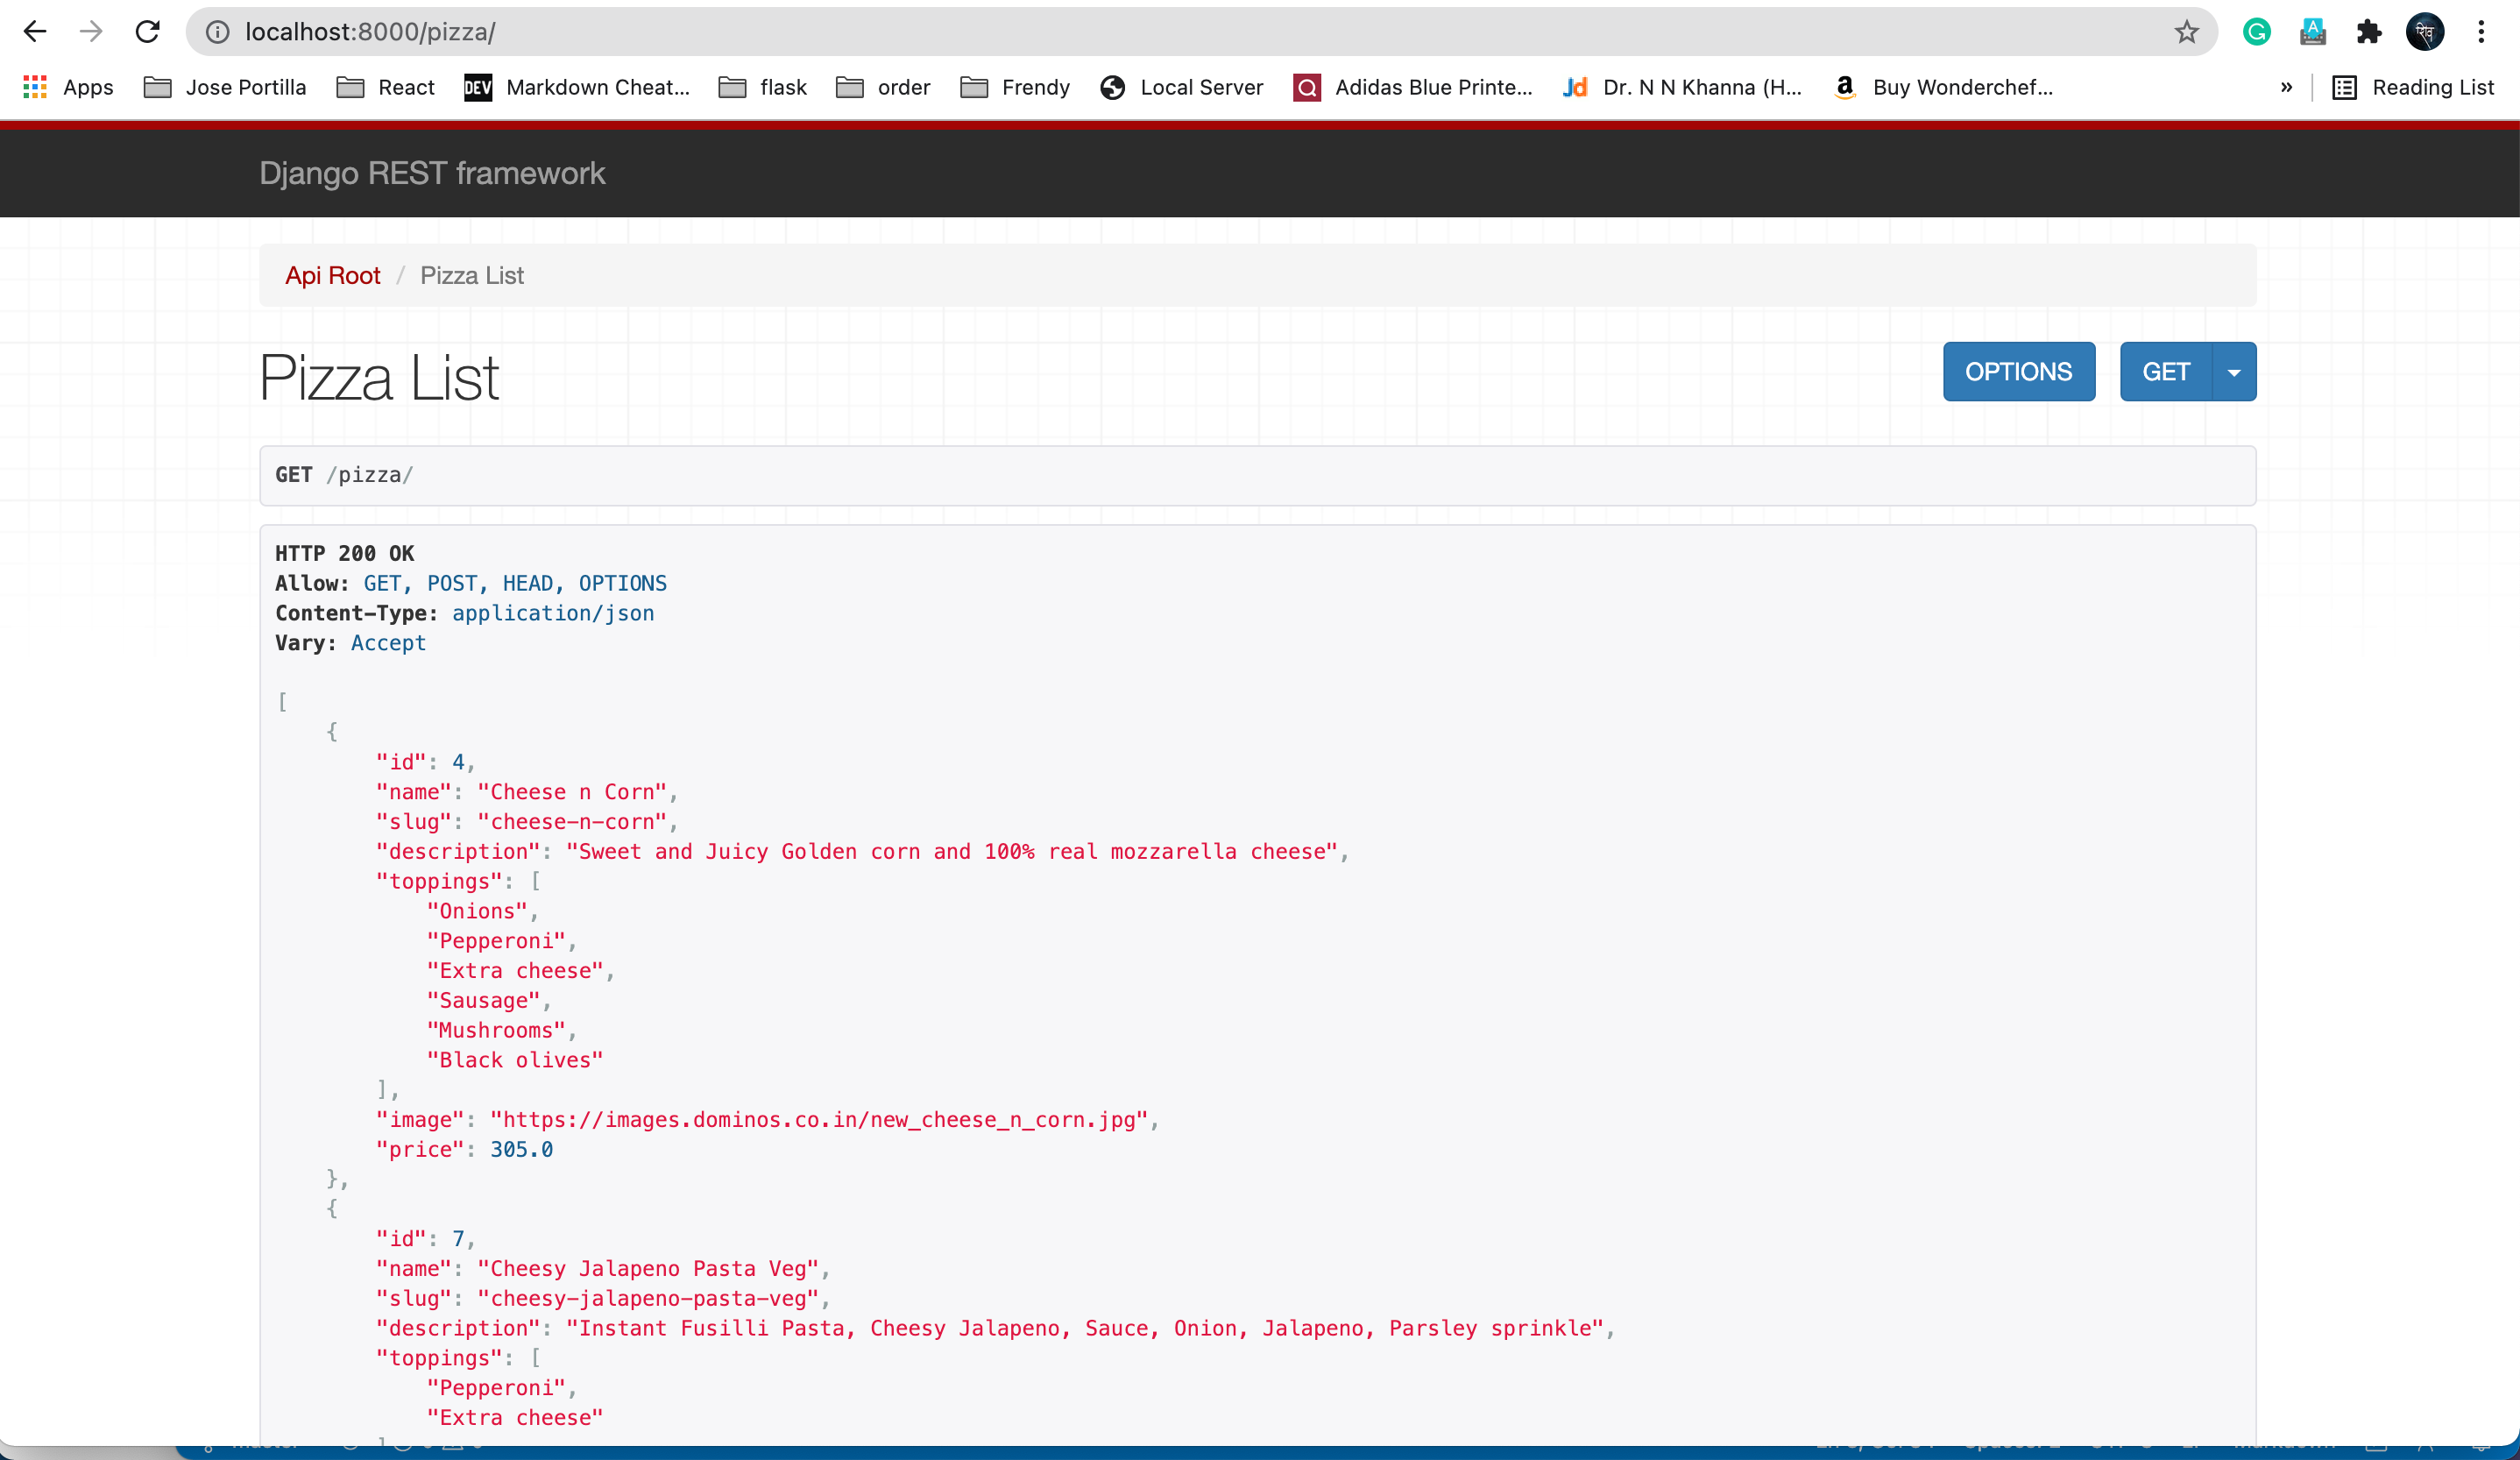 localhost:8000/pizza/
Apps Jose Portilla React DEV Markdown Cheat... flask order Frendy Local Server Q Adidas Blue Printe... Jd Dr. N N Khanna (H... a Buy Wonderchef... » Reading List
Django REST framework
Api Root / Pizza List
Pizza List OPTIONS GET
GET /pizza/
HTTP 200 OK
Allow: GET, POST, HEAD, OPTIONS
Content-Type: application/json
Vary: Accept
[
    {
        "id": 4,
        "name": "Cheese n Corn",
        "slug": "cheese-n-corn",
        "description": "Sweet and Juicy Golden corn and 100% real mozzarella cheese",
        "toppings": [
            "Onions",
            "Pepperoni",
            "Extra cheese",
            "Sausage",
            "Mushrooms",
            "Black olives"
        ],
        "image": "https://images.dominos.co.in/new_cheese_n_corn.jpg",
        "price": 305.0
    },
    {
        "id": 7,
        "name": "Cheesy Jalapeno Pasta Veg",
        "slug": "cheesy-jalapeno-pasta-veg",
        "description": "Instant Fusilli Pasta, Cheesy Jalapeno, Sauce, Onion, Jalapeno, Parsley sprinkle",
        "toppings": [
            "Pepperoni",
            "Extra cheese"
        ]